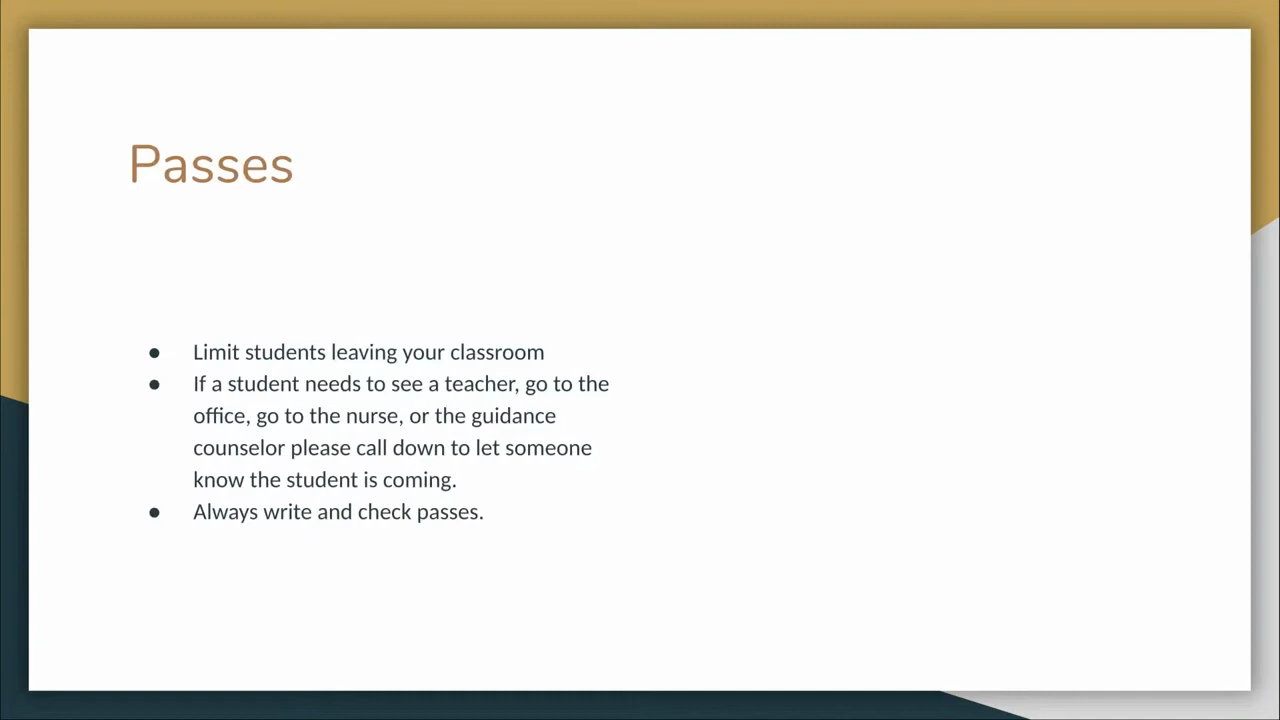 Passes
● Limit students leaving your classroom
● If a student needs to see a teacher, go to the
office, go to the nurse, or the guidance
counselor please call down to let someone
know the student is coming.
● Always write and check passes.